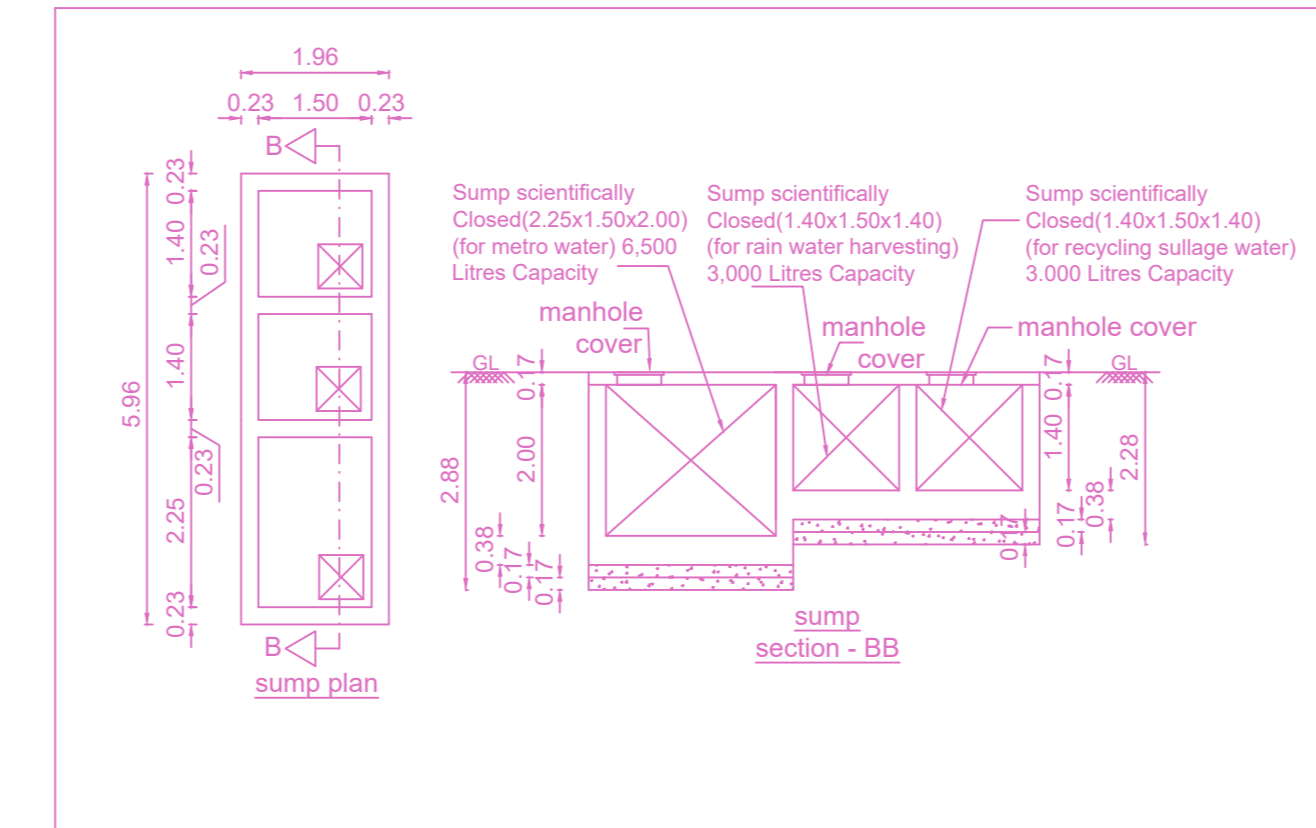 1.96
0.23 1.50 0.23
B
0.23
1.40
0.23
1.40
5.96
0.23
2.25
0.23
B
sump plan
Sump scientifically
Closed(2.25x1.50x2.00)
(for metro water) 6,500
Litres Capacity
Sump scientifically
Closed(1.40x1.50x1.40)
(for rain water harvesting)
3,000 Litres Capacity
Sump scientifically
Closed(1.40x1.50x1.40)
(for recycling sullage water)
3.000 Litres Capacity
manhole
cover
manhole
cover
manhole cover
GL
0.17
2.00
2.88
0.38
0.17
0.17
GL
0.17
1.40
2.28
0.38
0.17
0.17
sump
section - BB